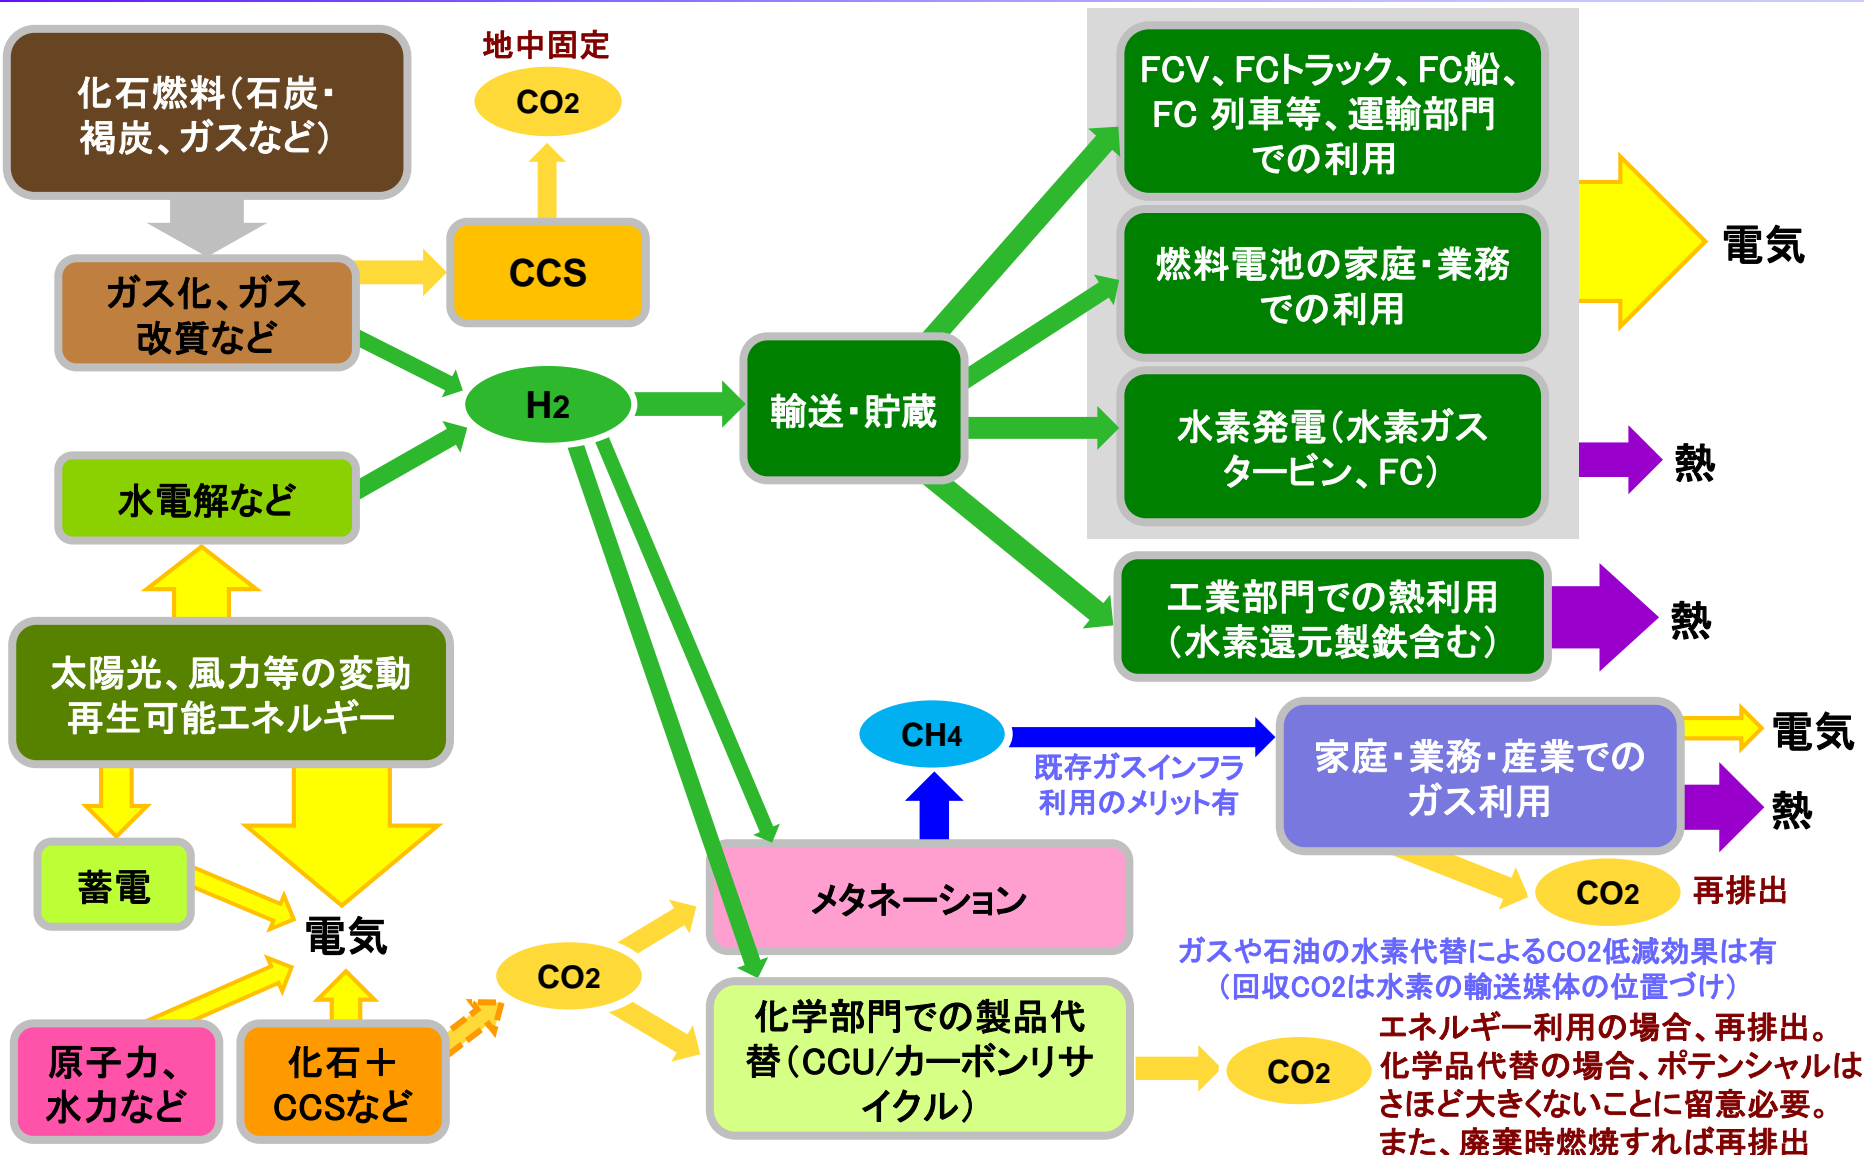 化石燃料(石炭・
褐炭、ガスなど)
地中固定
CO2
ガス化、ガス
改質など
CCS
H2
水電解など
輸送・貯蔵
FCV、FCトラック、FC船、
FC 列車等、運輸部門
での利用
燃料電池の家庭・業務
での利用
水素発電(水素ガス
タービン、FC)
電気
熱
工業部門での熱利用
(水素還元製鉄含む)
熱
太陽光、風力等の変動
再生可能エネルギー
蓄電
電気
原子力、
水力など
化石＋
CCSなど
CO2
CH4
既存ガスインフラ
利用のメリット有
家庭・業務・産業での
ガス利用
電気
熱
CO2
再排出
メタネーション
ガスや石油の水素代替によるCO2低減効果は有
(回収CO2は水素の輸送媒体の位置づけ)
化学部門での製品代
替(CCU/カーボンリサ
イクル)
CO2
エネルギー利用の場合、再排出。
化学品代替の場合、ポテンシャルは
さほど大きくないことに留意必要。
また、廃棄時燃焼すれば再排出